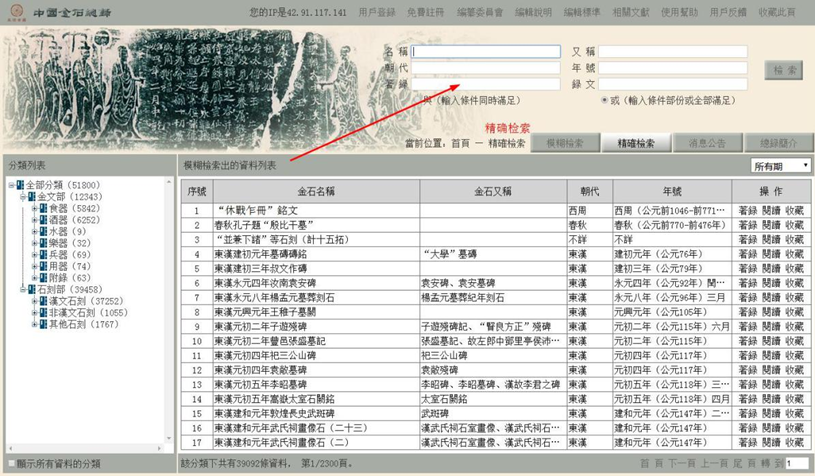 中國金石總錄 您的IP是42.91.117.141 用戶登録 免費註冊 編纂委員會 編輯說明 編輯標準 相關文獻 使用幫助 用戶反饋 收藏此頁
名 稱 又 稱
朝 代 年 號
著 録 録 文 檢 索
與（輸入條件同時滿足） 或（輸入條件部份或全部滿足）
精确检索
當前位置，首頁 — 精確檢索 模糊檢索 精確檢索 消息公告 總録簡介
分類列表
全部分類（51800）
金文部（12343）
食器（5842）
酒器（6252）
水器（9）
樂器（32）
兵器（69）
用器（74）
附錄（63）
石刻部（39458）
漢文石刻（37252）
非漢文石刻（1055）
其他石刻（1767）
顯示所有資料的分類
模糊檢索出的資料列表 所有期
序號 金石名稱 金石又稱 朝代 年號 操 作
1 “休戰乍冊”銘文 西周 西周（公元前1046-前771… 著録 閱讀 收藏
2 春秋孔子題“殷比干墓” 春秋 春秋（公元前770-前476年） 著録 閱讀 收藏
3 “並兼下緒”等石刻（計十五拓） 不詳 不詳 著録 閱讀 收藏
4 東漢建初元年墓磚磚銘 “大學”墓磚 東漢 建初元年（公元76年） 著録 閱讀 收藏
5 東漢建初三年叔文作磚 東漢 建初三年（公元79年） 著録 閱讀 收藏
6 東漢永元四年汝南袁安碑 袁安碑、袁安墓碑 東漢 永元四年（公元92年）閏… 著録 閱讀 收藏
7 東漢永元八年楊孟元墓葬刻石 楊孟元墓葬紀年刻石 東漢 永元八年（公元96年）三月 著録 閱讀 收藏
8 東漢元興元年王稚子墓闕 東漢 元興元年（公元105年） 著録 閱讀 收藏
9 東漢元初二年子遊殘碑 子遊殘碑記、“賢良方正”殘碑 東漢 元初二年（公元115年）六月 著録 閱讀 收藏
10 東漢元初二年營邑張盛墓記 張盛墓記、故左郎中鄧里亭侯沛… 東漢 元初二年（公元115年） 著録 閱讀 收藏
11 東漢元初四年祀三公山碑 祀三公山碑 東漢 元初四年（公元117年） 著録 閱讀 收藏
12 東漢元初四年袁敞墓碑 袁敞殘碑 東漢 元初四年（公元117年） 著録 閱讀 收藏
13 東漢元初五年李昭墓碑 李昭碑、李昭墓碑、漢故李君之碑 東漢 元初五年（公元118年）三… 著録 閱讀 收藏
14 東漢元初五年嵩嶽太室石闕銘 太室石闕銘 東漢 元初五年（公元118年）四月 著録 閱讀 收藏
15 東漢建和元年敦煌長史武斑碑 武斑碑 東漢 建和元年（公元147年）二… 著録 閱讀 收藏
16 東漢建和元年武氏祠畫像石（二十三） 漢武氏祠石室畫像、漢武氏祠石… 東漢 建和元年（公元147年） 著録 閱讀 收藏
17 東漢建和元年武氏祠畫像石（二） 漢武氏祠石室畫像、漢武氏祠石… 東漢 建和元年（公元147年） 著録 閱讀 收藏
該分類下共有39092條資料， 第1/2300頁。 首 頁 下一頁 上一頁 尾 頁 轉 到 1